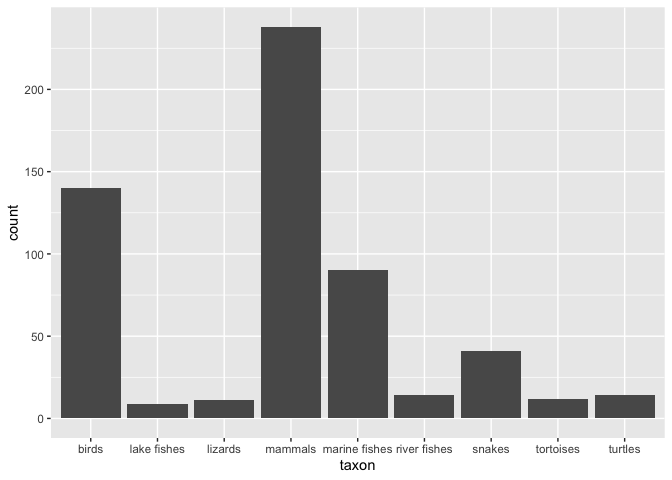 count
200
150
100
50
0
birds lake fishes lizards mammals marine fishes river fishes snakes tortoises turtles
taxon